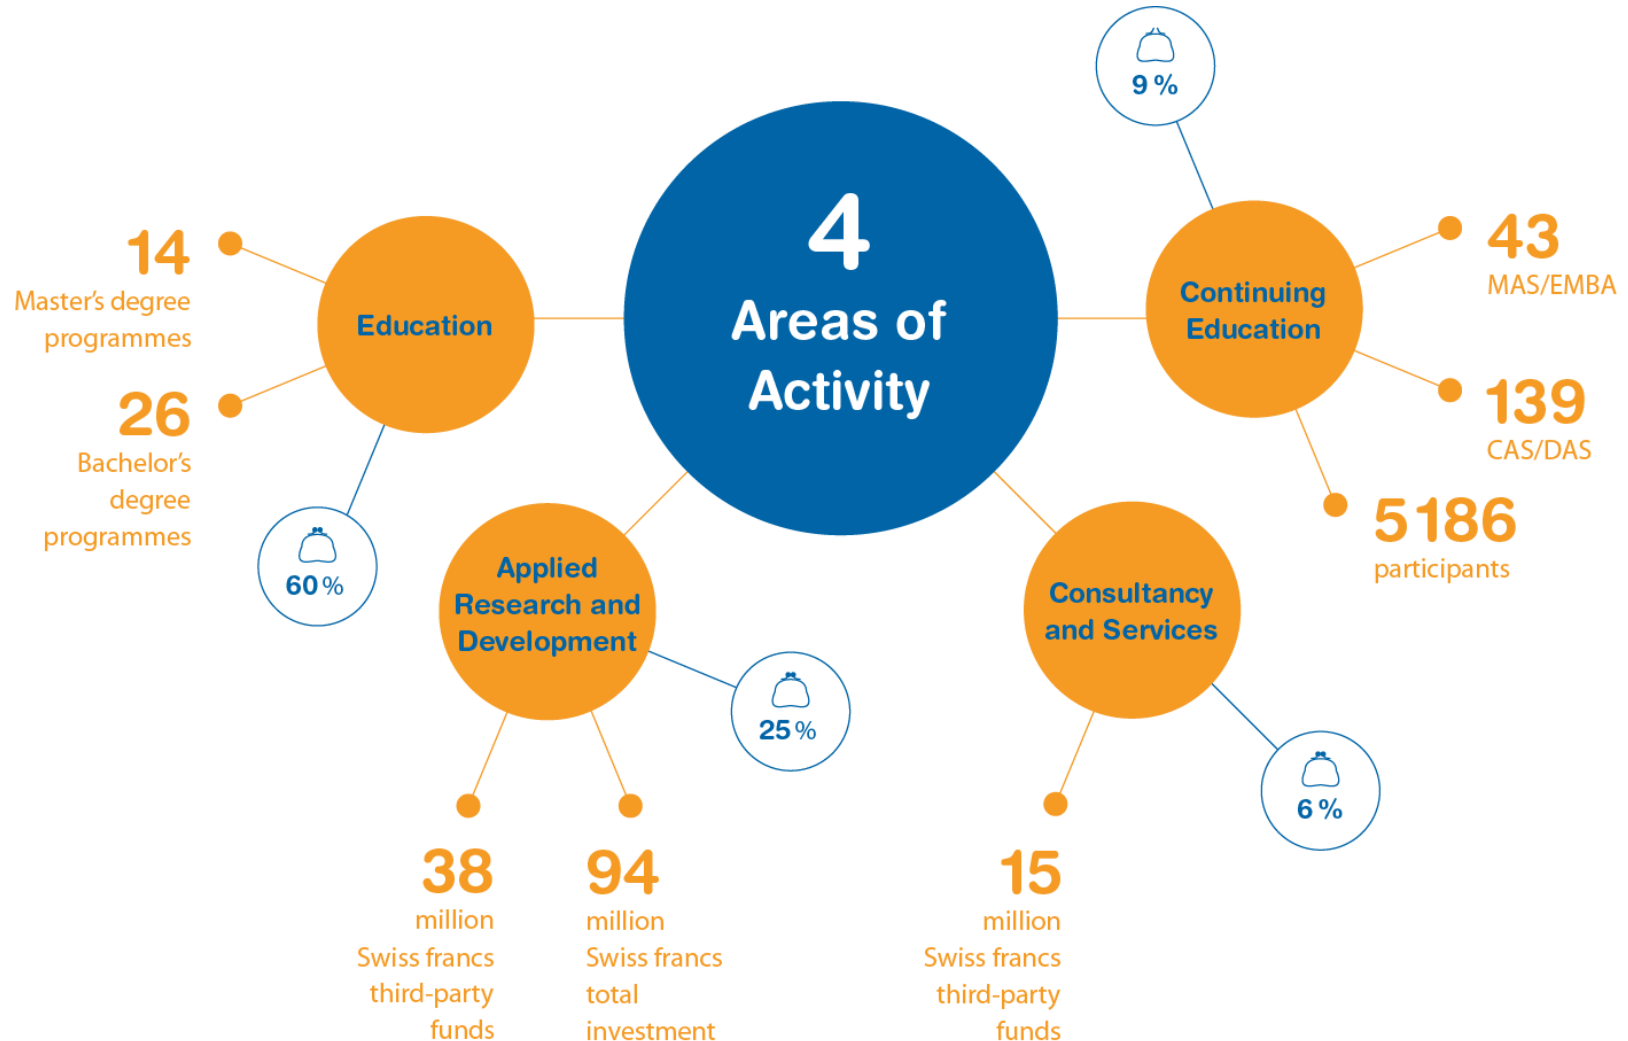 4
Areas of
Activity
Education
14
Master's degree
programmes
26
Bachelor's
degree
programmes
60 %
Applied
Research and
Development
25 %
38
million
Swiss francs
third-party
funds
94
million
Swiss francs
total
investment
Consultancy
and Services
6 %
15
million
Swiss francs
third-party
funds
Continuing
Education
9 %
43
MAS/EMBA
139
CAS/DAS
5186
participants